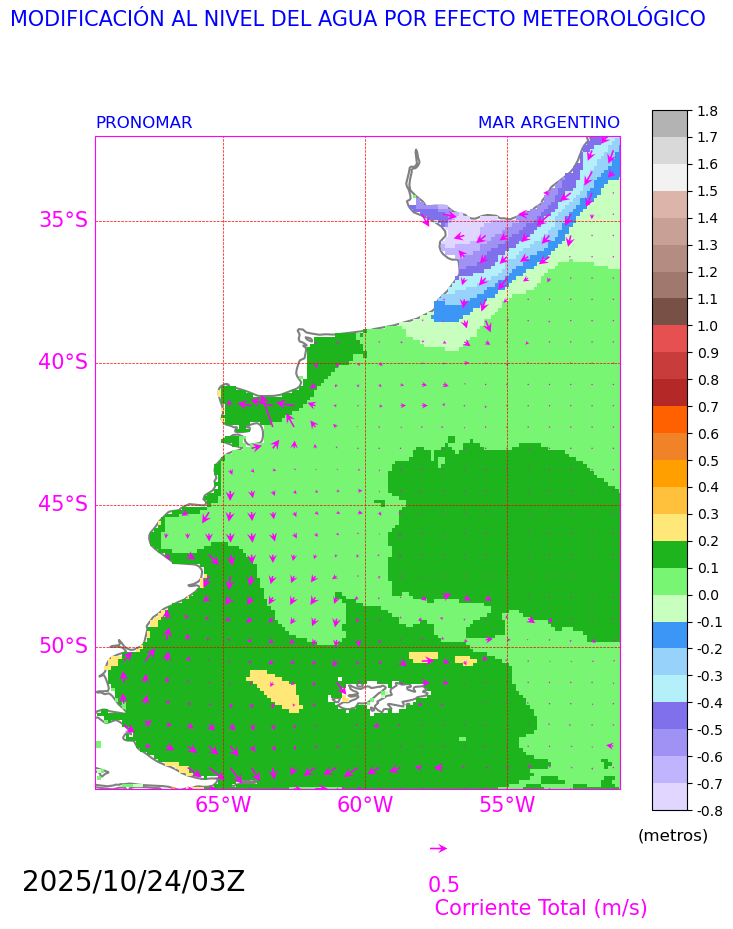 MODIFICACIÓN AL NIVEL DEL AGUA POR EFECTO METEOROLÓGICO
PRONOMAR
MAR ARGENTINO
35°S
40°S
45°S
50°S
65°W
60°W
55°W
1.8
1.7
1.6
1.5
1.4
1.3
1.2
1.1
1.0
0.9
0.8
0.7
0.6
0.5
0.4
0.3
0.2
0.1
0.0
-0.1
-0.2
-0.3
-0.4
-0.5
-0.6
-0.7
-0.8
(metros)
2025/10/24/03Z
0.5
Corriente Total (m/s)